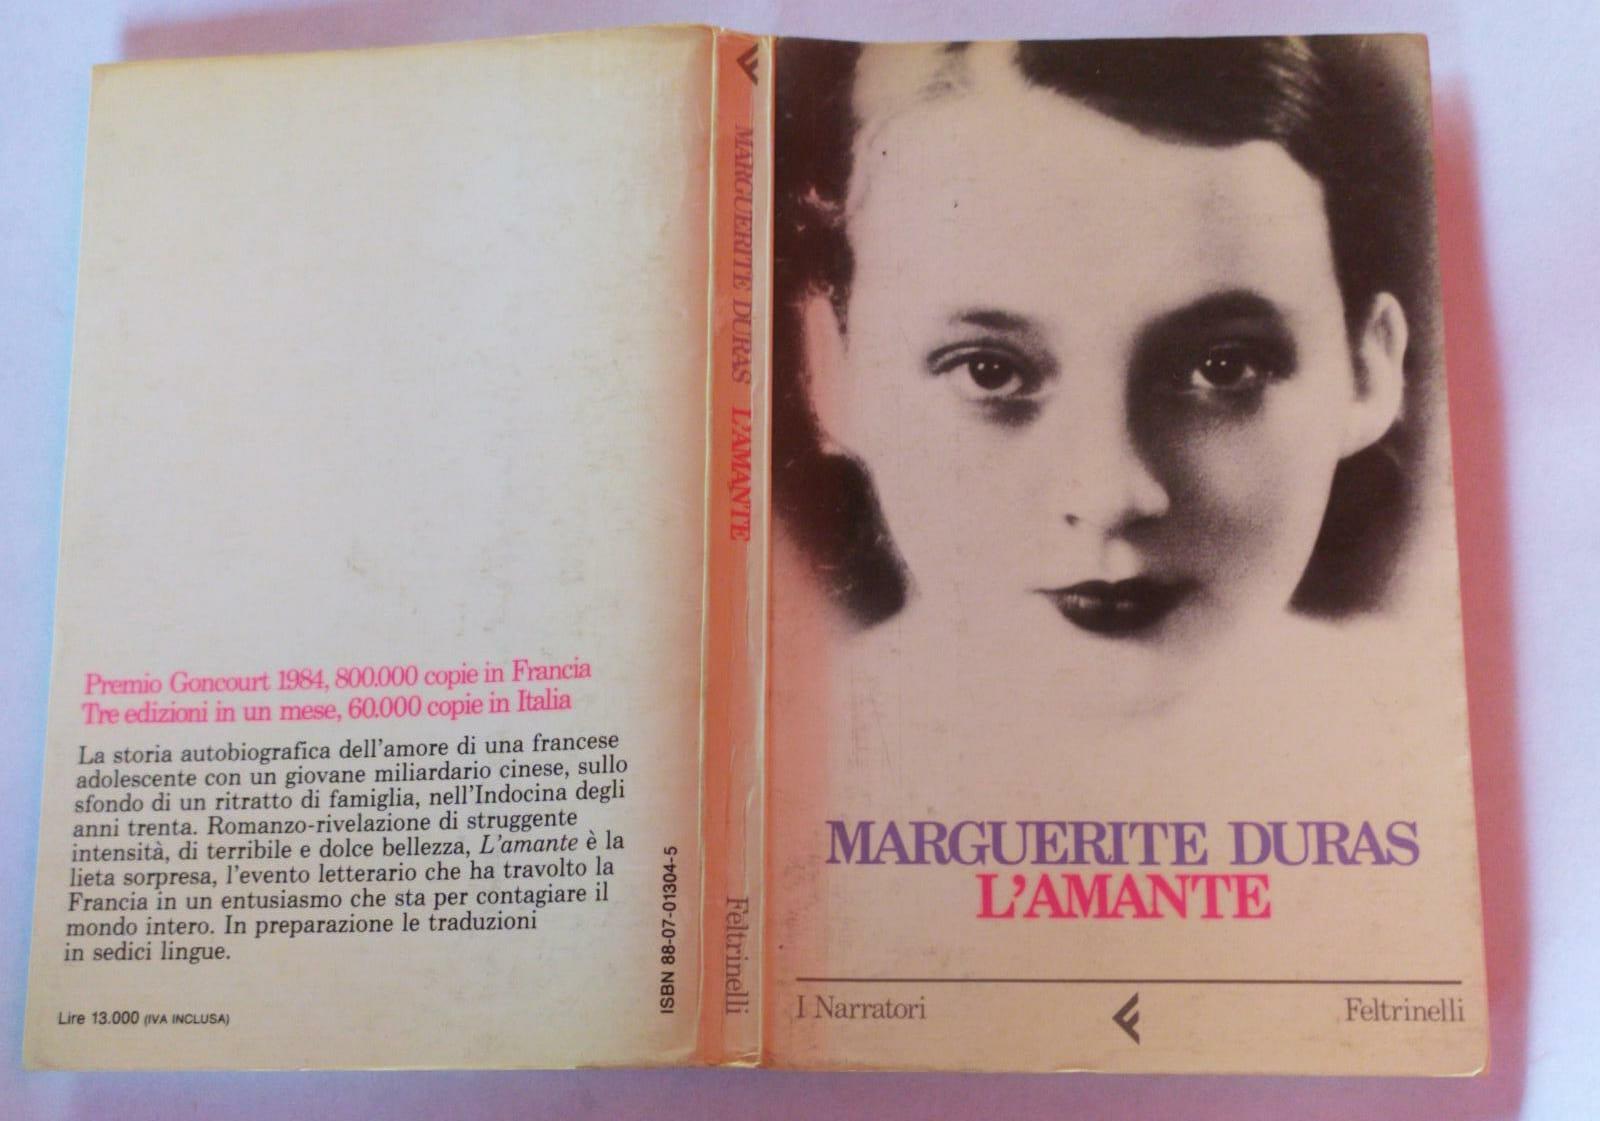 Premio Goncourt 1984, 800.000 copie in Francia
Tre edizioni in un mese, 60.000 copie in Italia
La storia autobiografica dell'amore di una francese
adolescente con un giovane miliardario cinese, sullo
sfondo di un ritratto di famiglia, nell'Indocina degli
anni trenta. Romanzo-rivelazione di struggente
intensità, di terribile e dolce bellezza, L'amante è la
lieta sorpresa, l'evento letterario che ha travolto la
Francia in un entusiasmo che sta per contagiare il
mondo intero. In preparazione le traduzioni
in sedici lingue.
Lire 13.000 (IVA INCLUSA)
ISBN 88-07-01304-5
MARGUERITE DURAS L'AMANTE
Feltrinelli
MARGUERITE DURAS
L'AMANTE
I Narratori
Feltrinelli